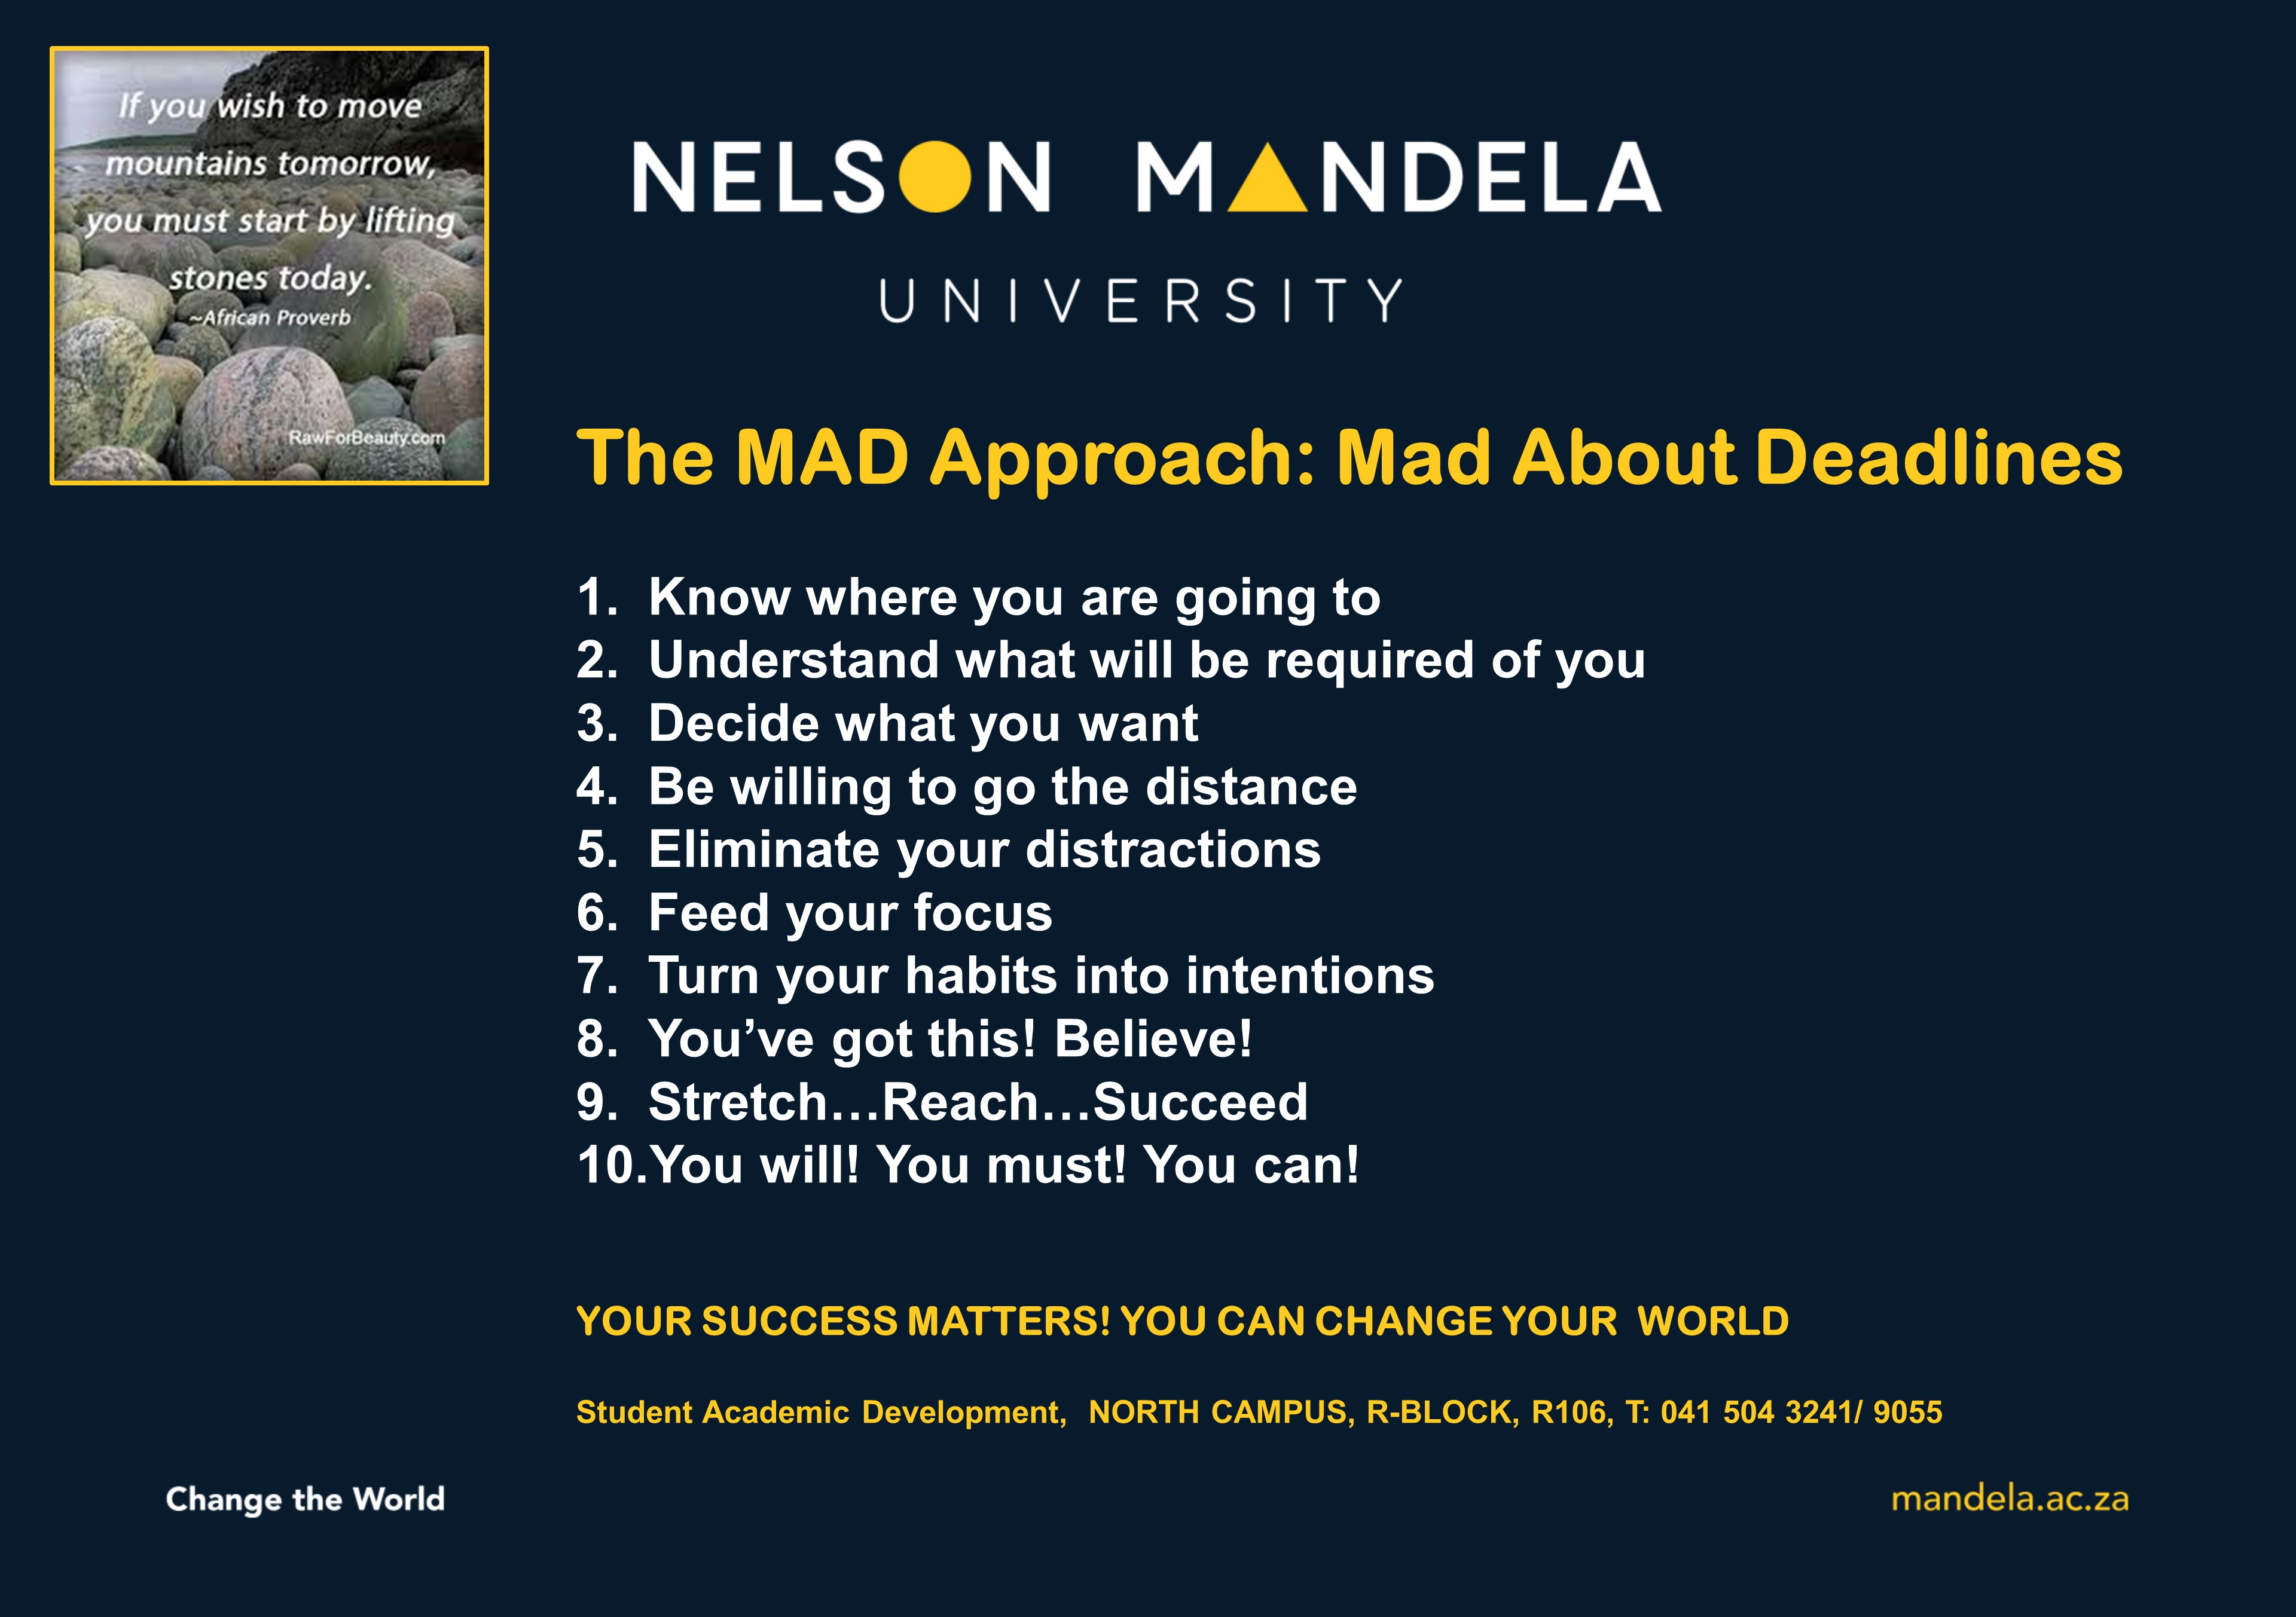 If you wish to move
mountains tomorrow,
you must start by lifting
stones today.
~African Proverb
RawForBeauty.com
NELSON MANDELA
UNIVERSITY
The MAD Approach: Mad About Deadlines
1. Know where you are going to
2. Understand what will be required of you
3. Decide what you want
4. Be willing to go the distance
5. Eliminate your distractions
6. Feed your focus
7. Turn your habits into intentions
8. You’ve got this! Believe!
9. Stretch…Reach…Succeed
10.You will! You must! You can!
YOUR SUCCESS MATTERS! YOU CAN CHANGE YOUR WORLD
Student Academic Development, NORTH CAMPUS, R-BLOCK, R106, T: 041 504 3241/ 9055
Change the World
mandela.ac.za